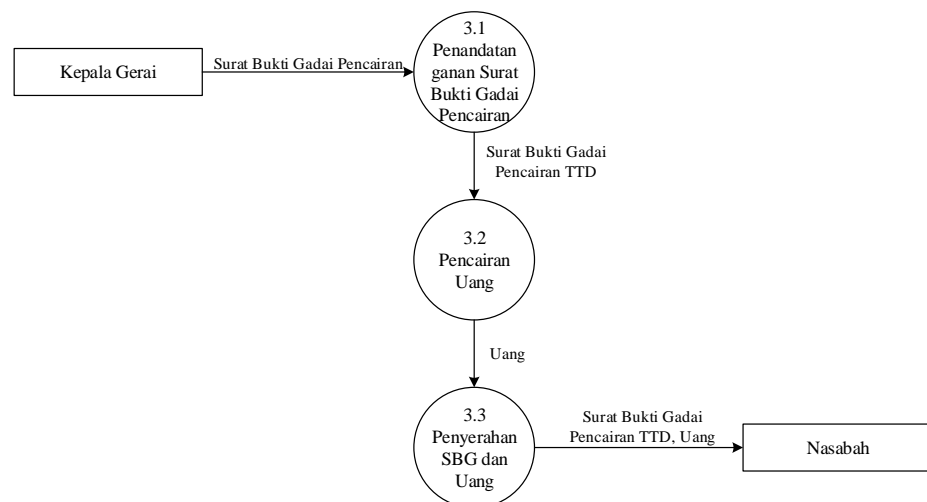 3.1
Penandatan
ganan Surat
Bukti Gadai
Pencairan
Kepala Gerai
Surat Bukti Gadai Pencairan
Surat Bukti Gadai
Pencairan TTD
3.2
Pencairan
Uang
Uang
3.3
Penyerahan
SBG dan
Uang
Surat Bukti Gadai
Pencairan TTD, Uang
Nasabah